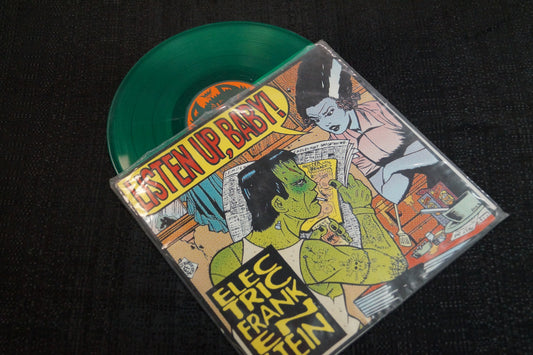 LISTEN UP, BABY!
ELEC
TRIC
FRANK
EN
STEIN